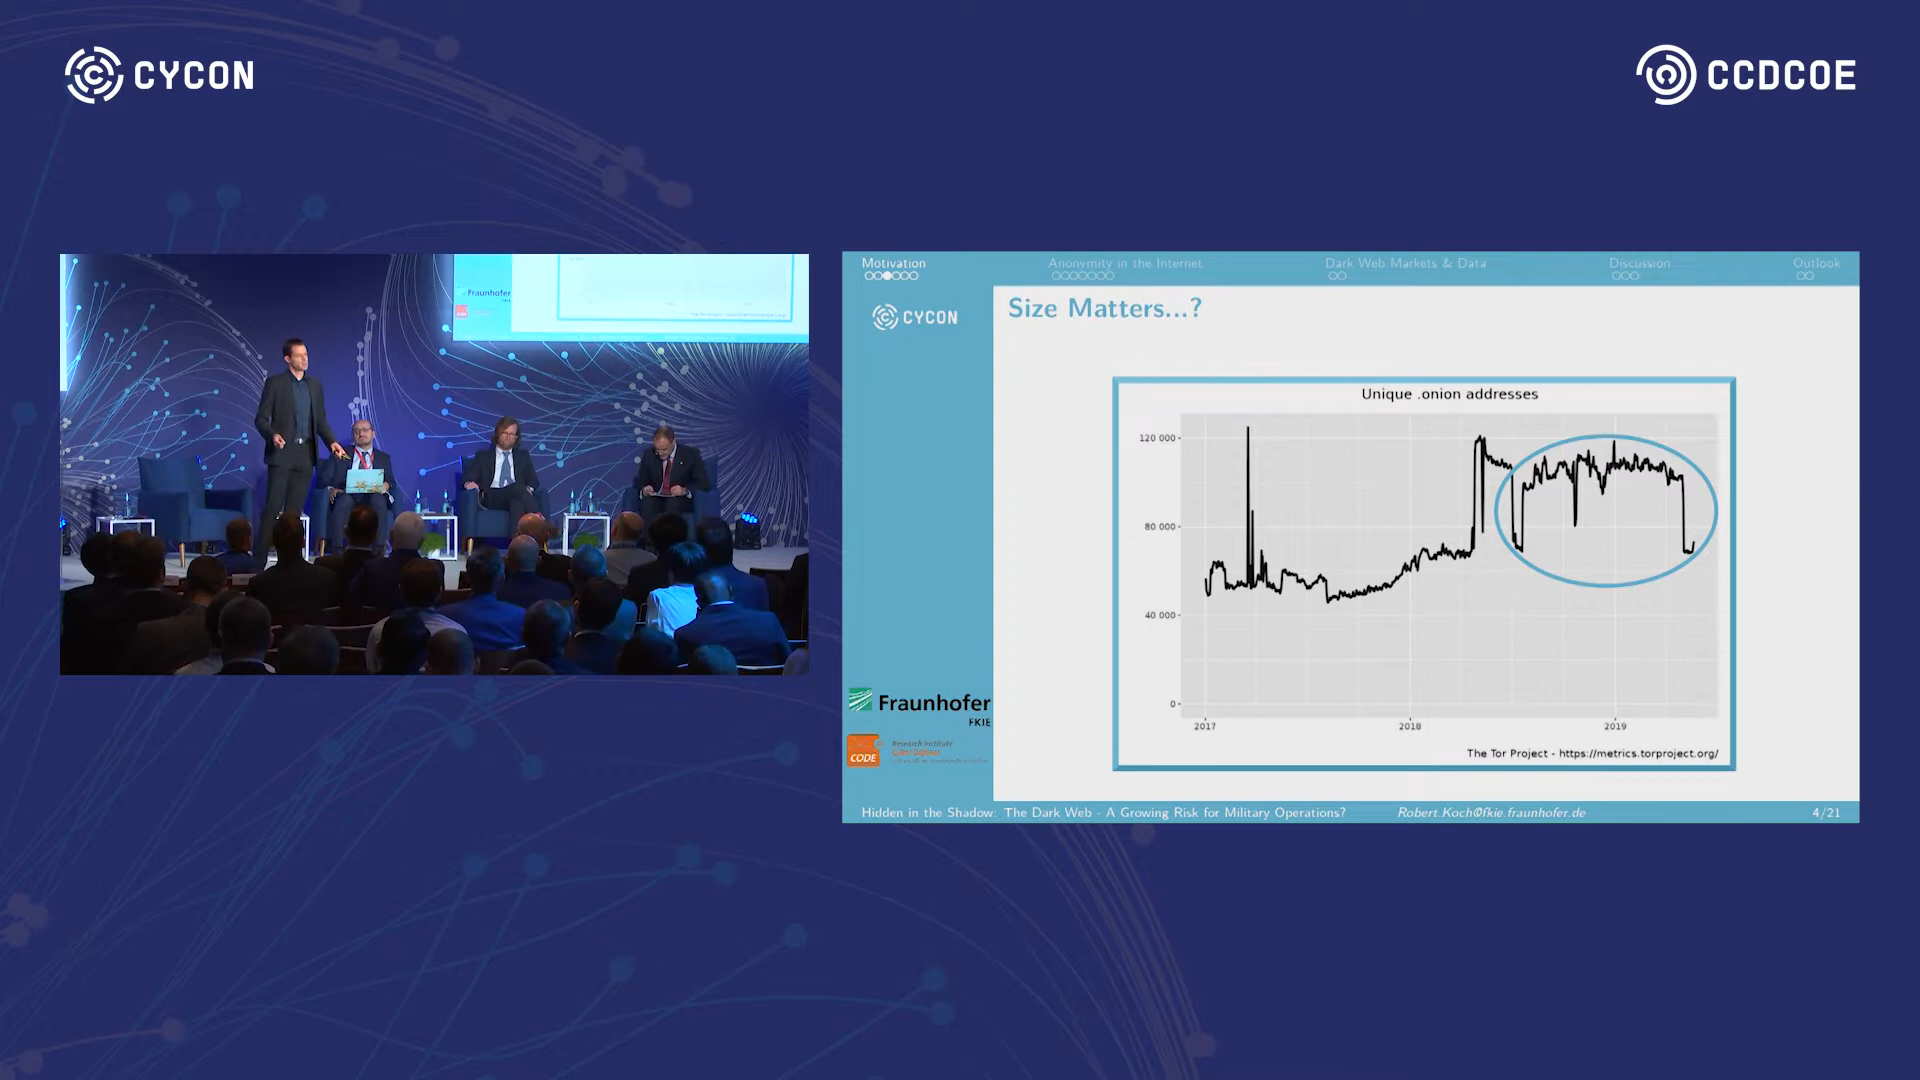 CYCON
CCDCOE
Fraunhofer
Motivation
Anonymity in the Internet
Dark Web Markets & Data
Discussion
Outlook
CYCON
Size Matters...?
Unique .onion addresses
120 000
80 000
40 000
0
2017
2018
2019
The Tor Project - https://metrics.torproject.org/
Fraunhofer
FKIE
CODE
Research Institute
Hidden in the Shadow: The Dark Web - A Growing Risk for Military Operations?
Robert.Koch@fkie.fraunhofer.de
4/21